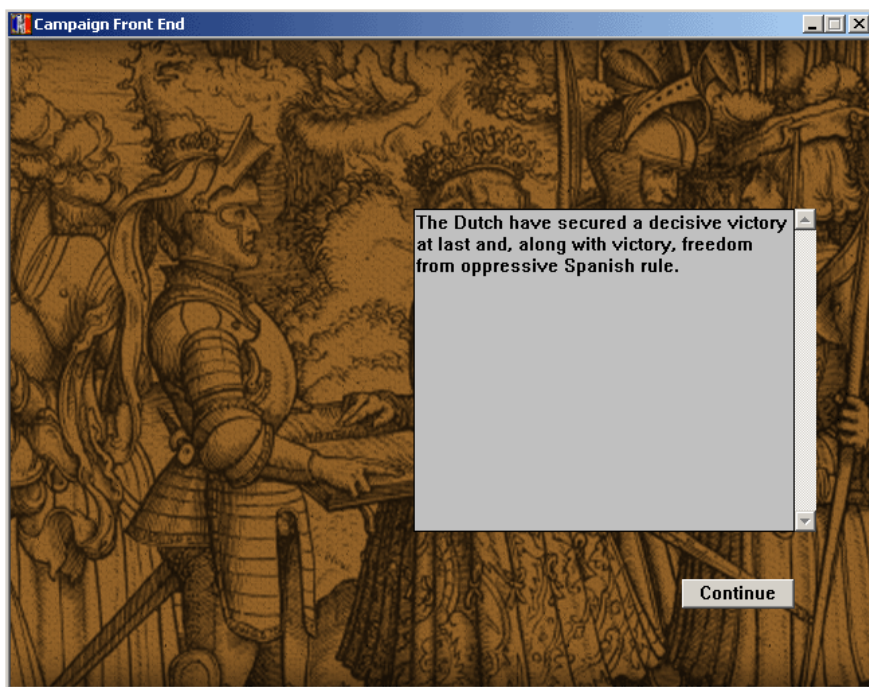 Campaign Front End
The Dutch have secured a decisive victory
at last and, along with victory, freedom
from oppressive Spanish rule.
Continue